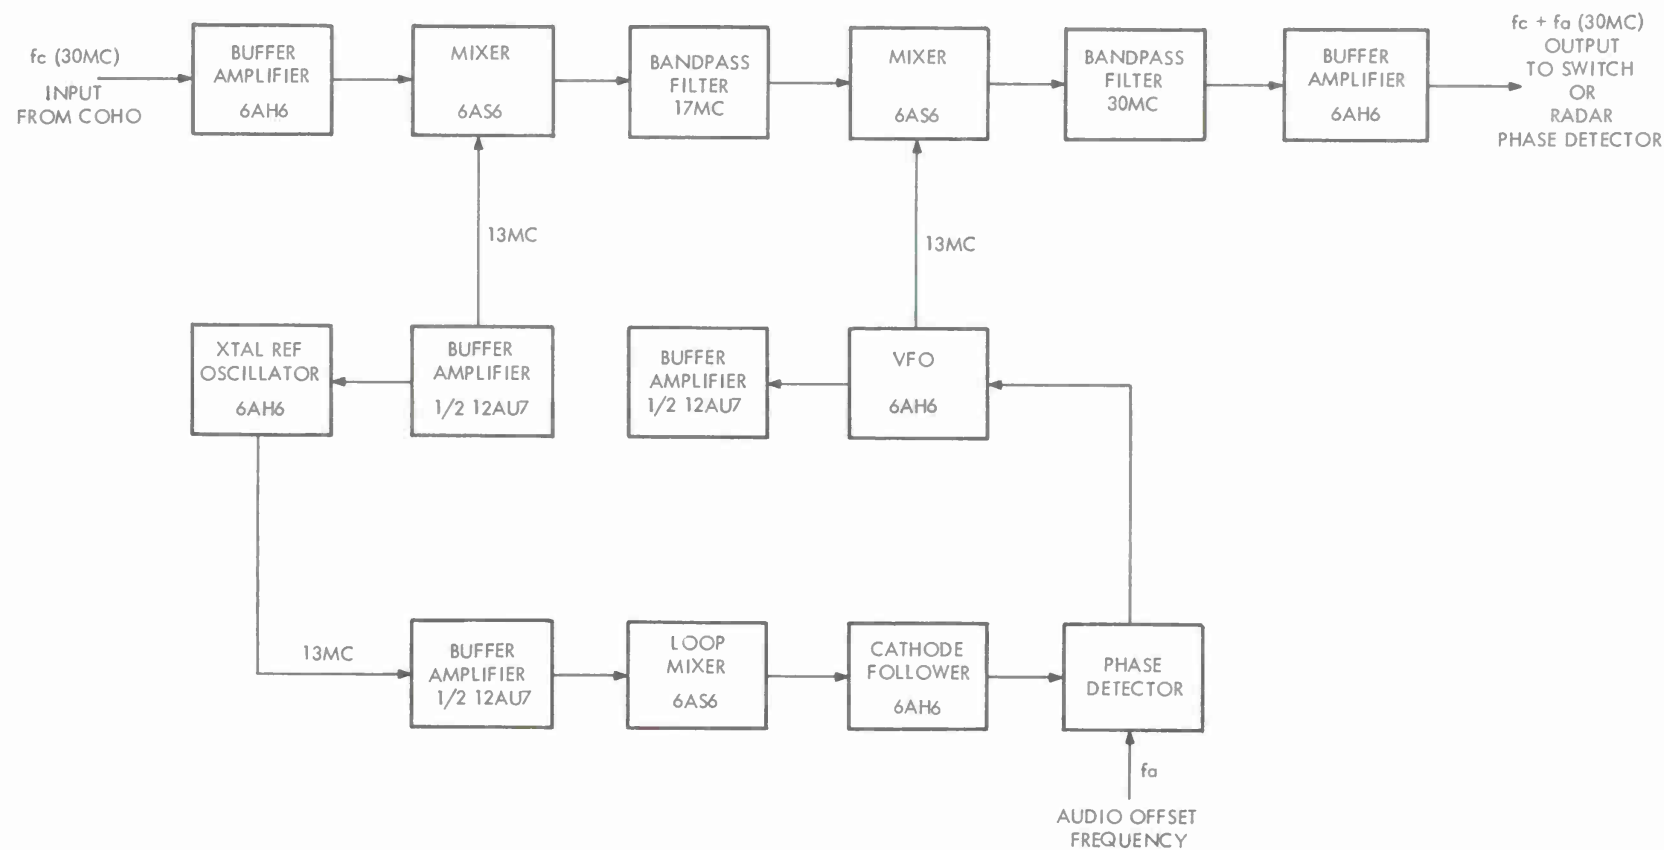 fc (30MC)
INPUT
FROM COHO
BUFFER
AMPLIFIER
6AH6
MIXER
6AS6
BANDPASS
FILTER
17MC
MIXER
6AS6
BANDPASS
FILTER
30MC
BUFFER
AMPLIFIER
6AH6
fc + fa (30MC)
OUTPUT
TO SWITCH
OR
RADAR
PHASE DETECTOR
13MC
13MC
XTAL REF
OSCILLATOR
6AH6
BUFFER
AMPLIFIER
1/2 12AU7
BUFFER
AMPLIFIER
1/2 12AU7
VFO
6AH6
13MC
BUFFER
AMPLIFIER
1/2 12AU7
LOOP
MIXER
6AS6
CATHODE
FOLLOWER
6AH6
PHASE
DETECTOR
fa
AUDIO OFFSET
FREQUENCY